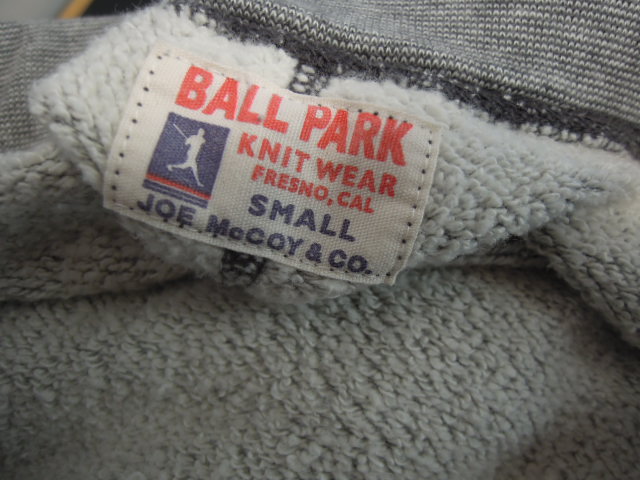 BALL PARK
KNIT WEAR
FRESNO, CAL
SMALL
JOE McCOY & CO.